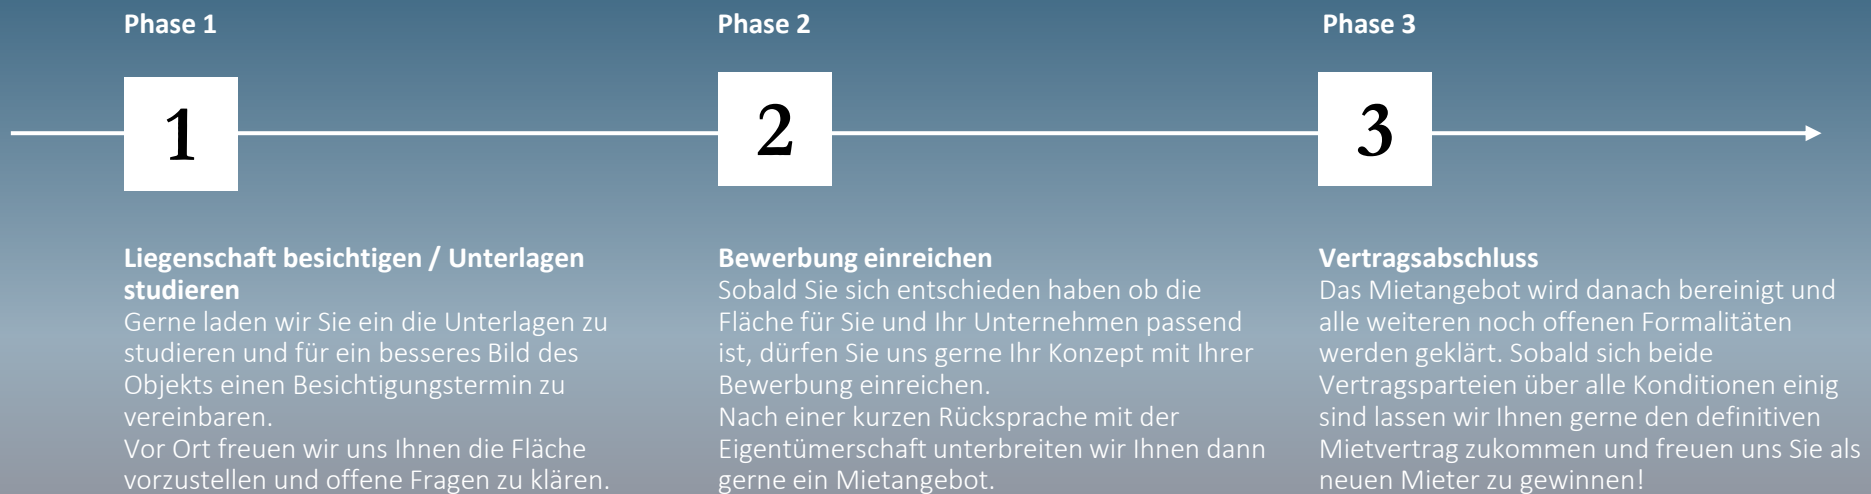 Phase 1
Phase 2
Phase 3
1
2
3
Liegenschaft besichtigen / Unterlagen
studieren
Gerne laden wir Sie ein die Unterlagen zu
studieren und für ein besseres Bild des
Objekts einen Besichtigungstermin zu
vereinbaren.
Vor Ort freuen wir uns Ihnen die Fläche
vorzustellen und offene Fragen zu klären.
Bewerbung einreichen
Sobald Sie sich entschieden haben ob die
Fläche für Sie und Ihr Unternehmen passend
ist, dürfen Sie uns gerne Ihr Konzept mit Ihrer
Bewerbung einreichen.
Nach einer kurzen Rücksprache mit der
Eigentümerschaft unterbreiten wir Ihnen dann
gerne ein Mietangebot.
Vertragsabschluss
Das Mietangebot wird danach bereinigt und
alle weiteren noch offenen Formalitäten
werden geklärt. Sobald sich beide
Vertragsparteien über alle Konditionen einig
sind lassen wir Ihnen gerne den definitiven
Mietvertrag zukommen und freuen uns Sie als
neuen Mieter zu gewinnen!